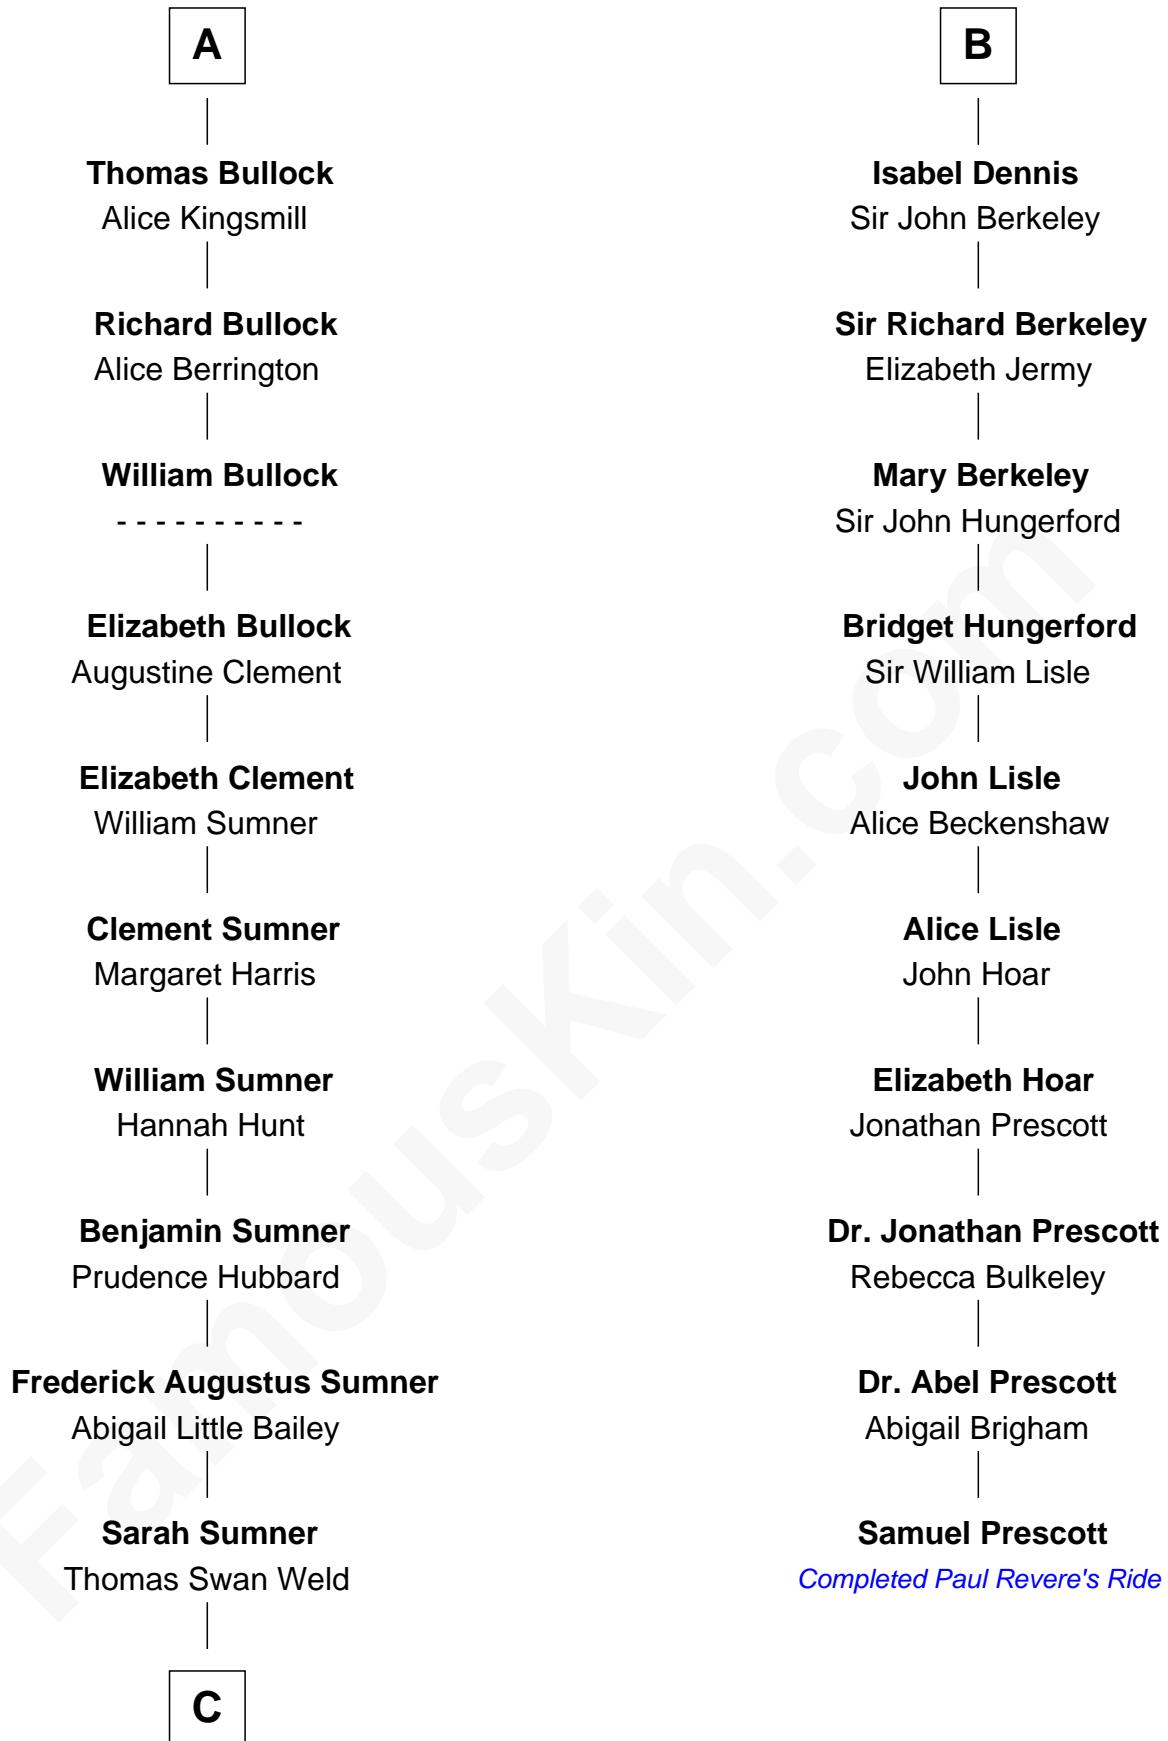 A
Thomas Bullock
Alice Kingsmill
Richard Bullock
Alice Berrington
William Bullock
- - - - - - - - - -
Elizabeth Bullock
Augustine Clement
Elizabeth Clement
William Sumner
Clement Sumner
Margaret Harris
William Sumner
Hannah Hunt
Benjamin Sumner
Prudence Hubbard
Frederick Augustus Sumner
Abigail Little Bailey
Sarah Sumner
Thomas Swan Weld
C
B
Isabel Dennis
Sir John Berkeley
Sir Richard Berkeley
Elizabeth Jermy
Mary Berkeley
Sir John Hungerford
Bridget Hungerford
Sir William Lisle
John Lisle
Alice Beckenshaw
Alice Lisle
John Hoar
Elizabeth Hoar
Jonathan Prescott
Dr. Jonathan Prescott
Rebecca Bulkeley
Dr. Abel Prescott
Abigail Brigham
Samuel Prescott
Completed Paul Revere's Ride
FamousKin.com